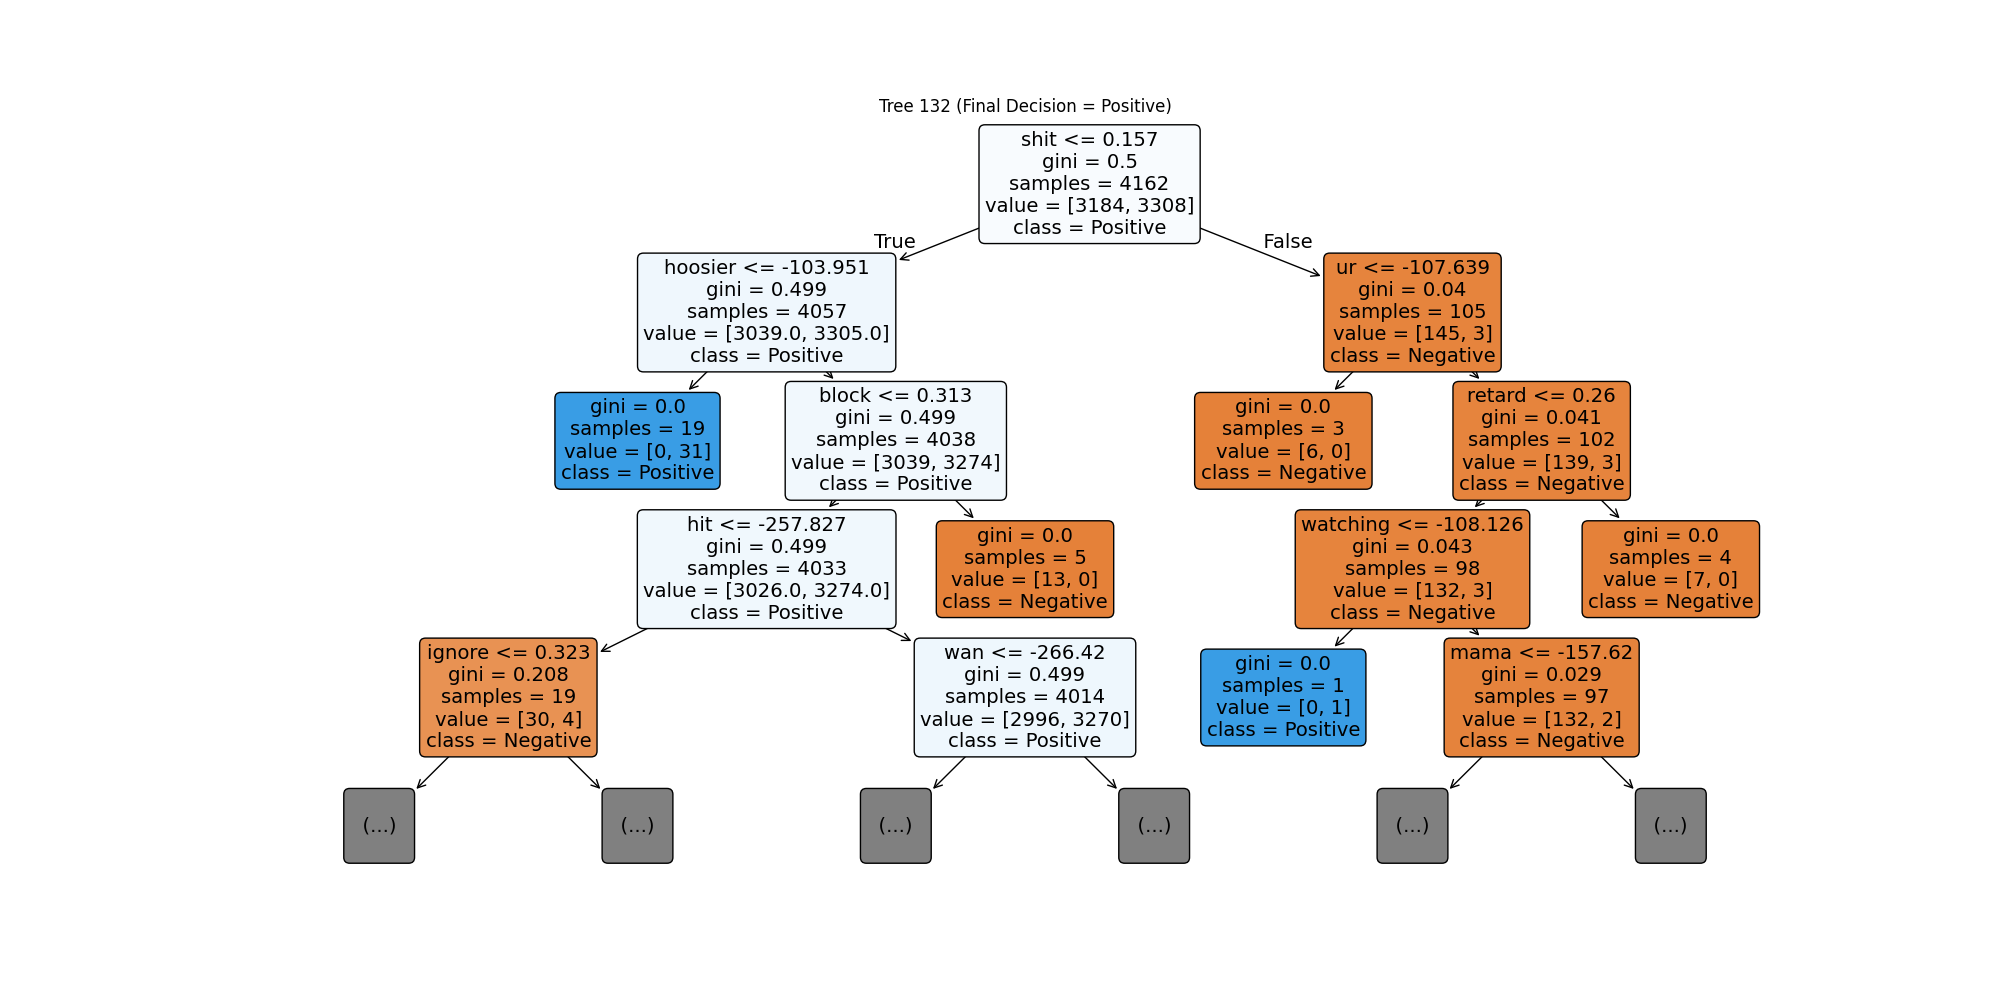 Tree 132 (Final Decision = Positive)
shit <= 0.157
gini = 0.5
samples = 4162
value = [3184, 3308]
class = Positive
True
False
hoosier <= -103.951
gini = 0.499
samples = 4057
value = [3039.0, 3305.0]
class = Positive
ur <= -107.639
gini = 0.04
samples = 105
value = [145, 3]
class = Negative
gini = 0.0
samples = 19
value = [0, 31]
class = Positive
block <= 0.313
gini = 0.499
samples = 4038
value = [3039, 3274]
class = Positive
gini = 0.0
samples = 3
value = [6, 0]
class = Negative
retard <= 0.26
gini = 0.041
samples = 102
value = [139, 3]
class = Negative
hit <= -257.827
gini = 0.499
samples = 4033
value = [3026.0, 3274.0]
class = Positive
gini = 0.0
samples = 5
value = [13, 0]
class = Negative
watching <= -108.126
gini = 0.043
samples = 98
value = [132, 3]
class = Negative
gini = 0.0
samples = 4
value = [7, 0]
class = Negative
ignore <= 0.323
gini = 0.208
samples = 19
value = [30, 4]
class = Negative
wan <= -266.42
gini = 0.499
samples = 4014
value = [2996, 3270]
class = Positive
gini = 0.0
samples = 1
value = [0, 1]
class = Positive
mama <= -157.62
gini = 0.029
samples = 97
value = [132, 2]
class = Negative
(...)
(...)
(...)
(...)
(...)
(...)